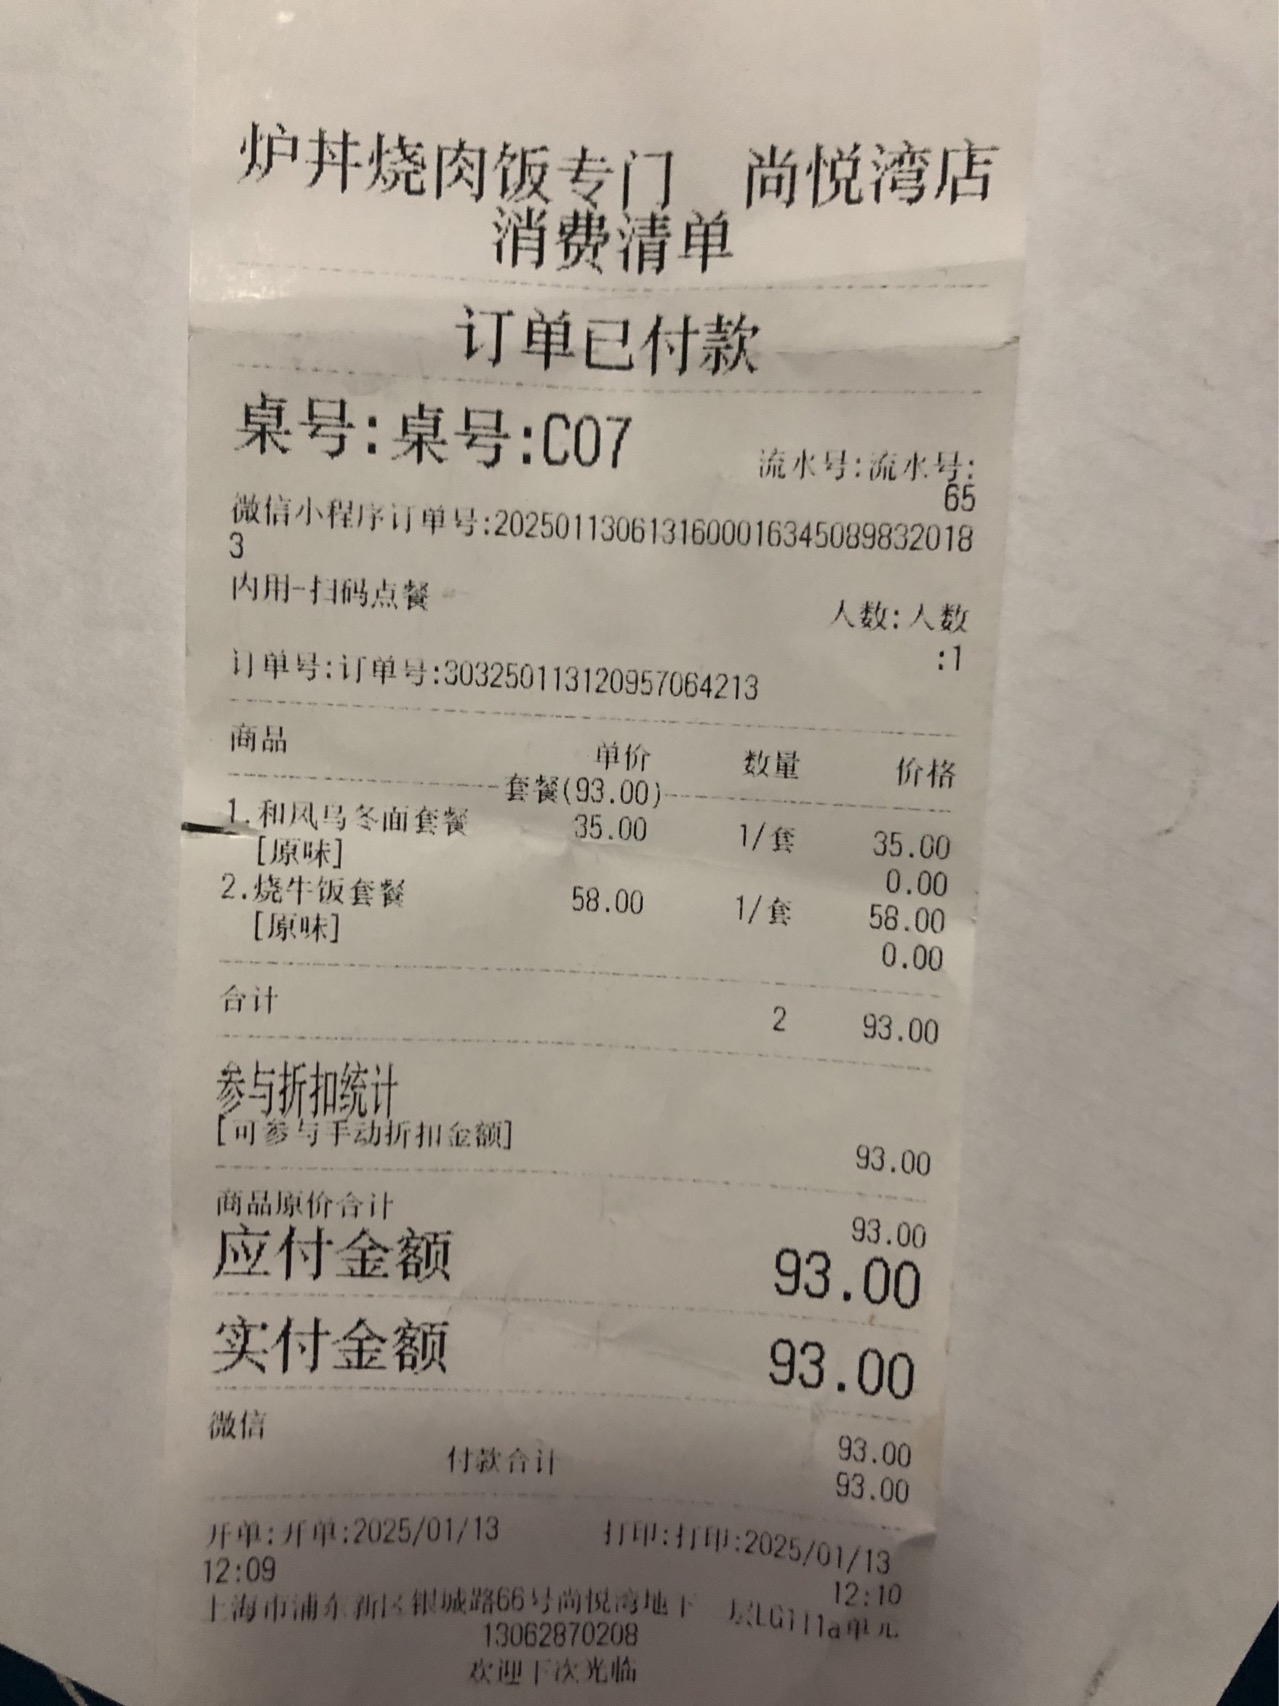 炉丼烧肉饭专门 尚悦湾店
消费清单
订单已付款
桌号:桌号:C07
流水号:流水号:
65
微信小程序订单号:202501130613160001634508983 2018
3
内用-扫码点餐
人数:人数
:1
订单号:订单号:303250113120957064213
商品 单价 数量 价格
套餐(93.00)
1.和风乌冬面套餐 35.00 1/套 35.00
[原味] 0.00
2.烧牛饭套餐 58.00 1/套 58.00
[原味] 0.00
合计 2 93.00
参与折扣统计
[可参与手动折扣金额] 93.00
商品原价合计 93.00
应付金额 93.00
实付金额 93.00
微信 93.00
付款合计 93.00
开单:开单:2025/01/13 打印:打印:2025/01/13
12:09 12:10
上海市浦东新区银城路66号尚悦湾地下 层LG111a单元
13062870208
欢迎下次光临